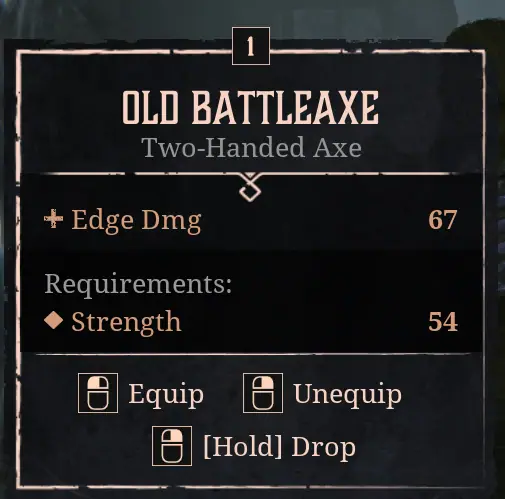 1
OLD BATTLEAXE
Two-Handed Axe
Edge Dmg 67
Requirements:
Strength 54
Equip Unequip
[Hold] Drop